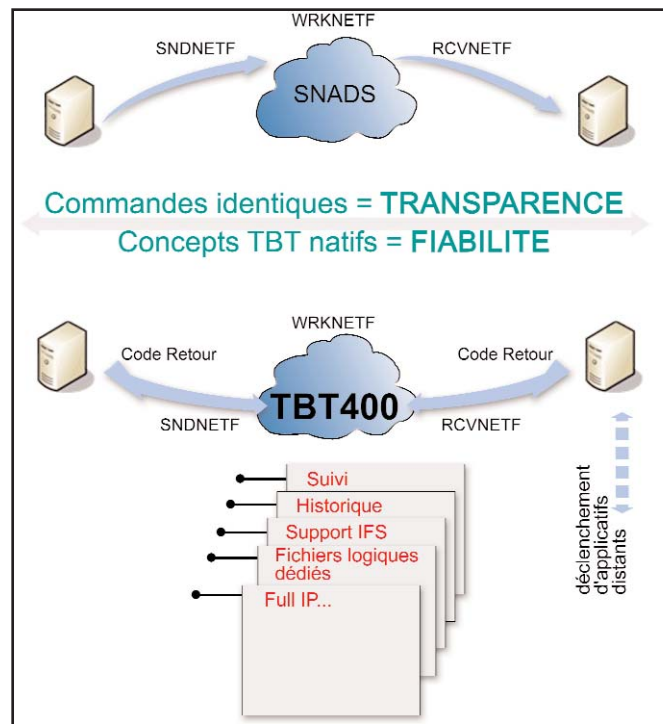 WRKNETF
SNDNETF
RCVNETF
SNADS
Commandes identiques = TRANSPARENCE
Concepts TBT natifs = FIABILITE
WRKNETF
Code Retour
Code Retour
TBT400
SNDNETF
RCVNETF
Suivi
Historique
Support IFS
Fichiers logiques
dédiés
Full IP...
déclenchement
d'applicatifs
distants